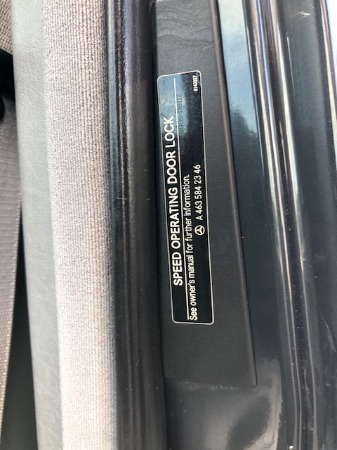 SPEED OPERATING DOOR LOCK
See owner's manual for further information.
A 463 584 23 46